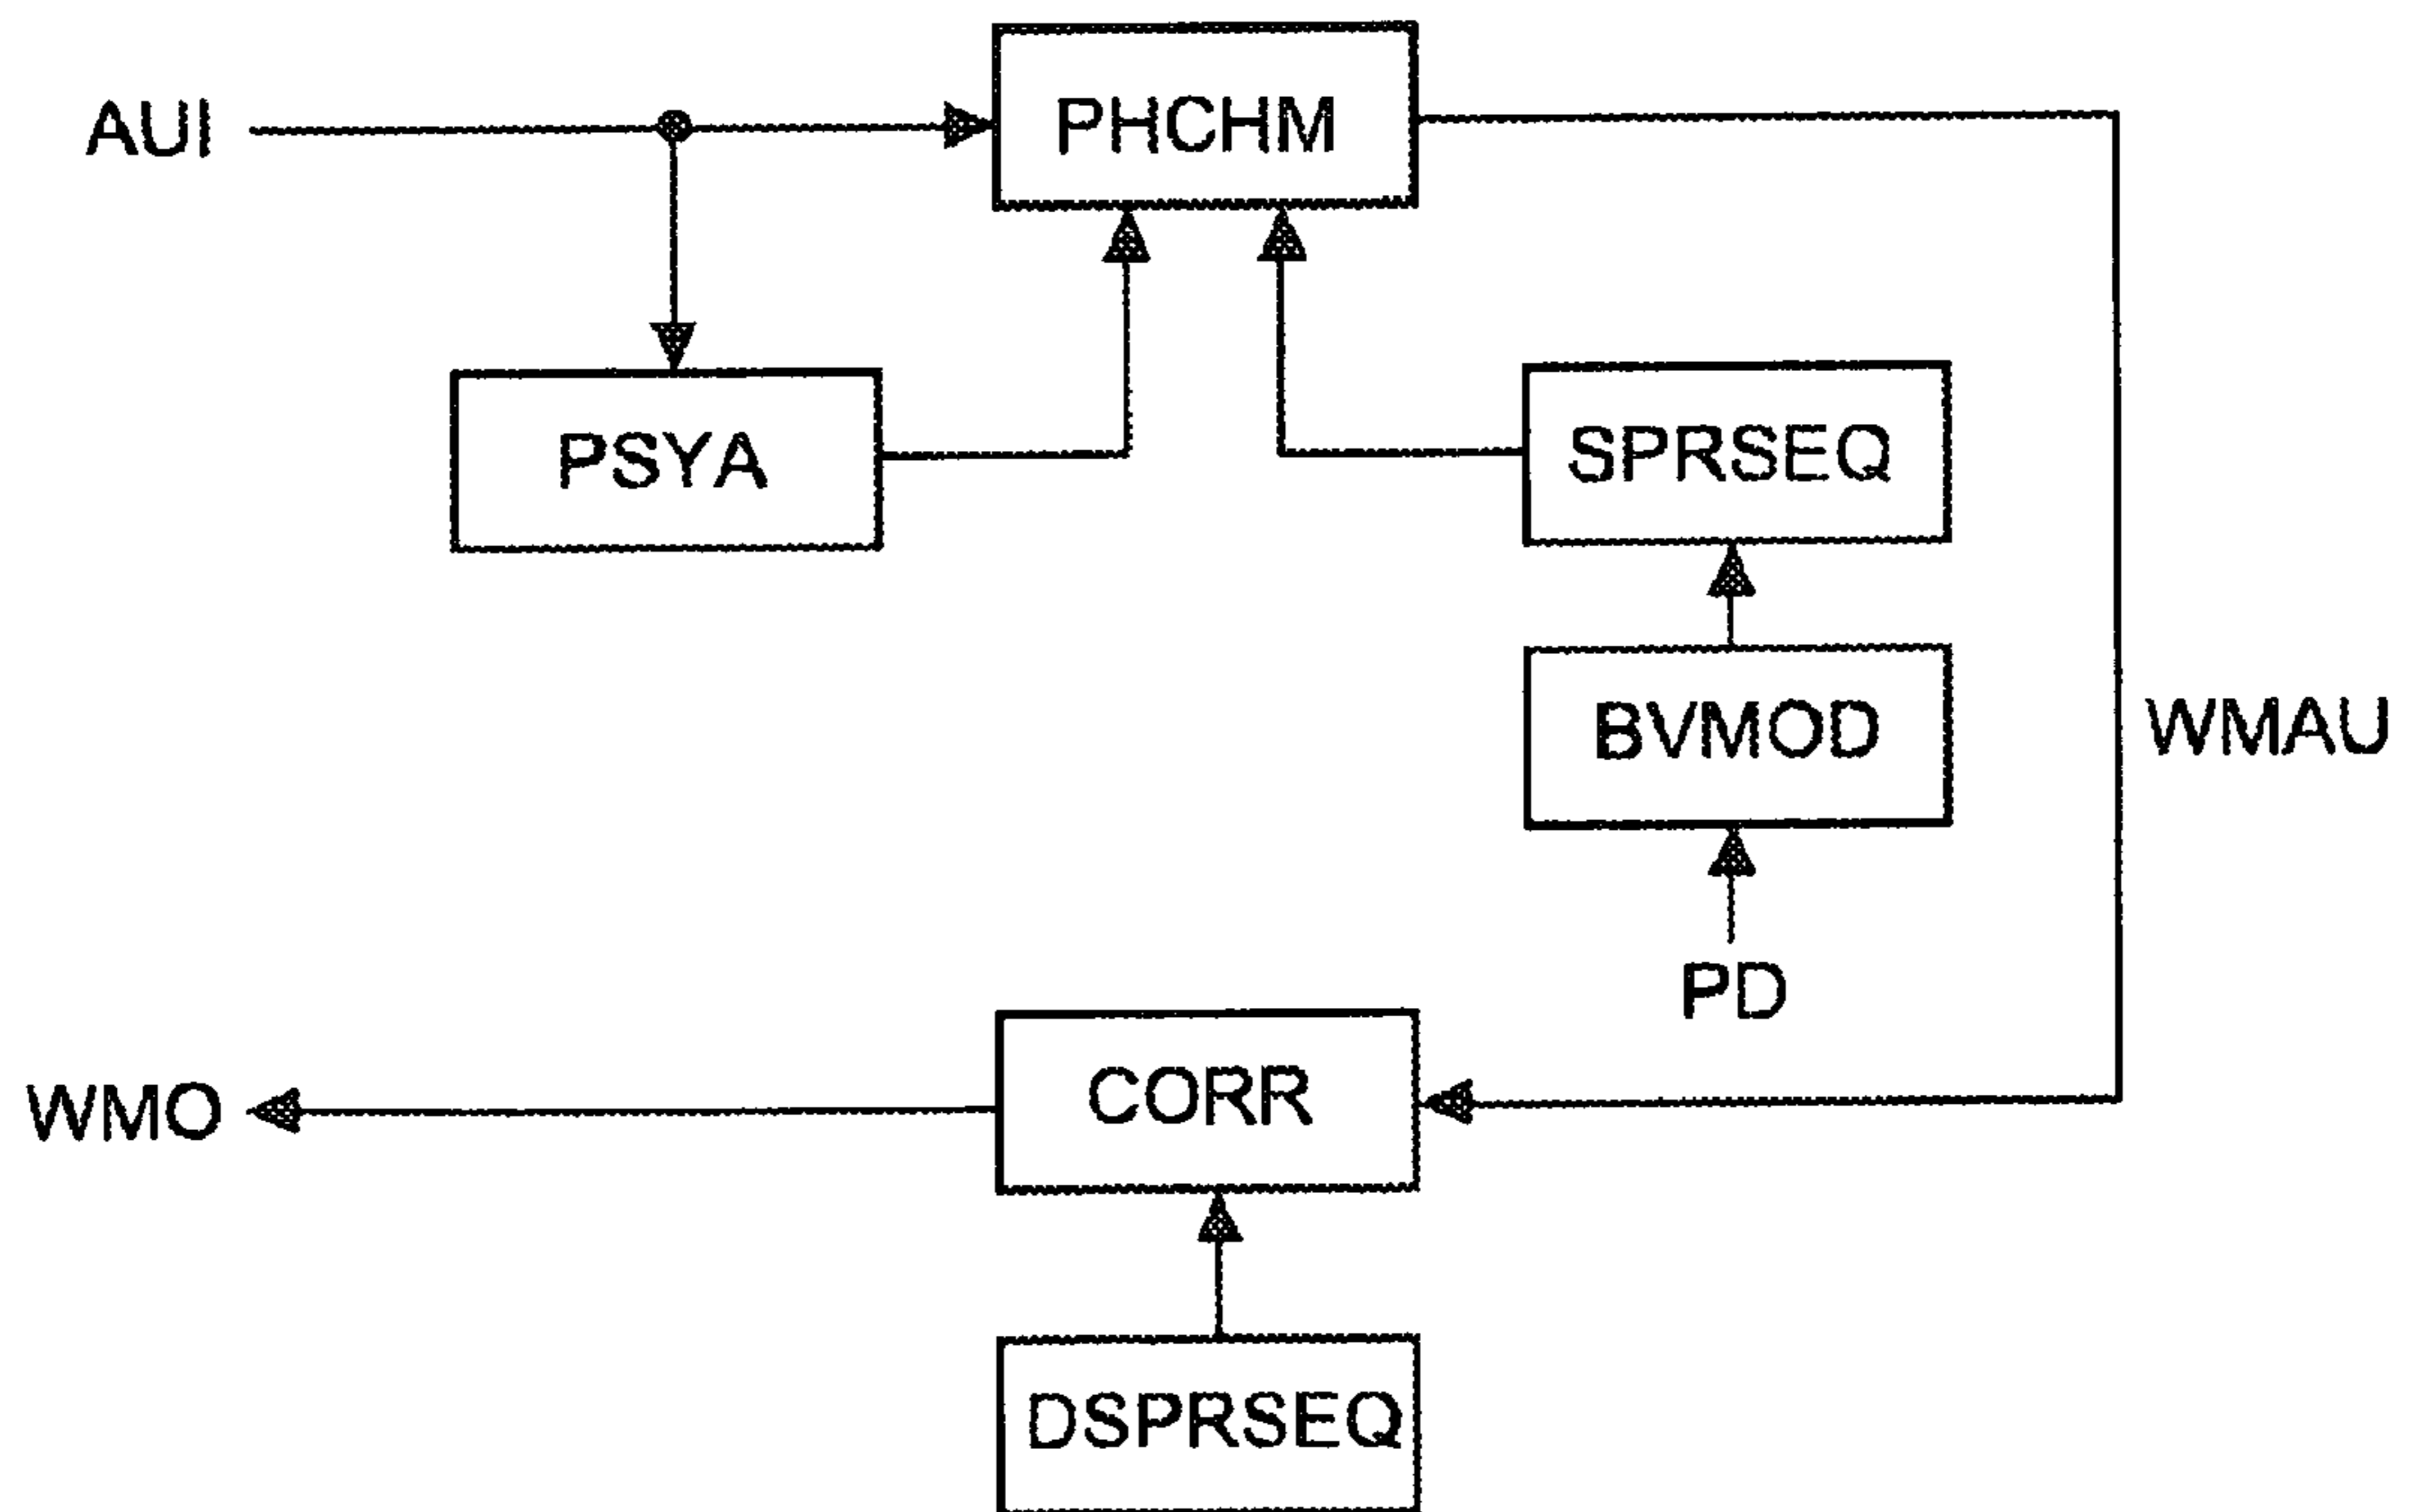 AUI
PHCHM
PSYA
SPRSEQ
BVMOD
WMAU
PD
CORR
WMO
DSPRSEQ